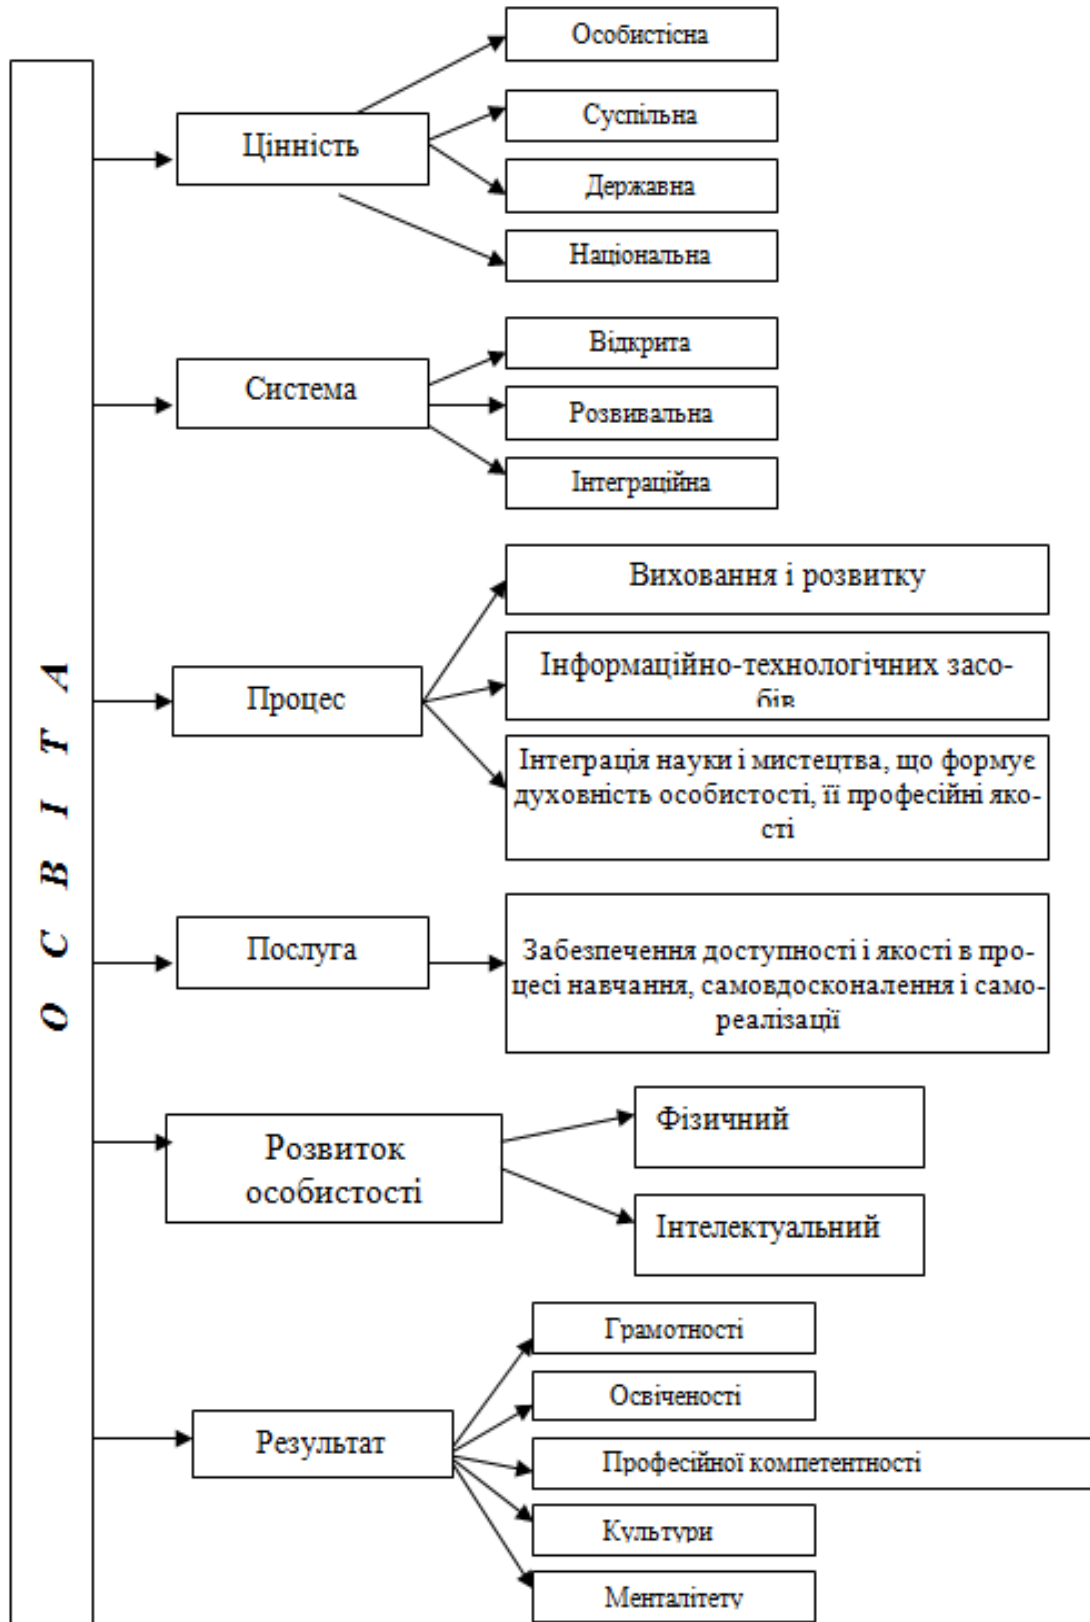 О С В І Т А
Цінність
Особистісна
Суспільна
Державна
Національна
Система
Відкрита
Розвивальна
Інтеграційна
Процес
Виховання і розвитку
Інформаційно-технологічних засо-
бів
Інтеграція науки і мистецтва, що формує
духовність особистості, її професійні яко-
сті
Послуга
Забезпечення доступності і якості в про-
цесі навчання, самовдосконалення і само-
реалізації
Розвиток
особистості
Фізичний
Інтелектуальний
Результат
Грамотності
Освіченості
Професійної компетентності
Культури
Менталітету